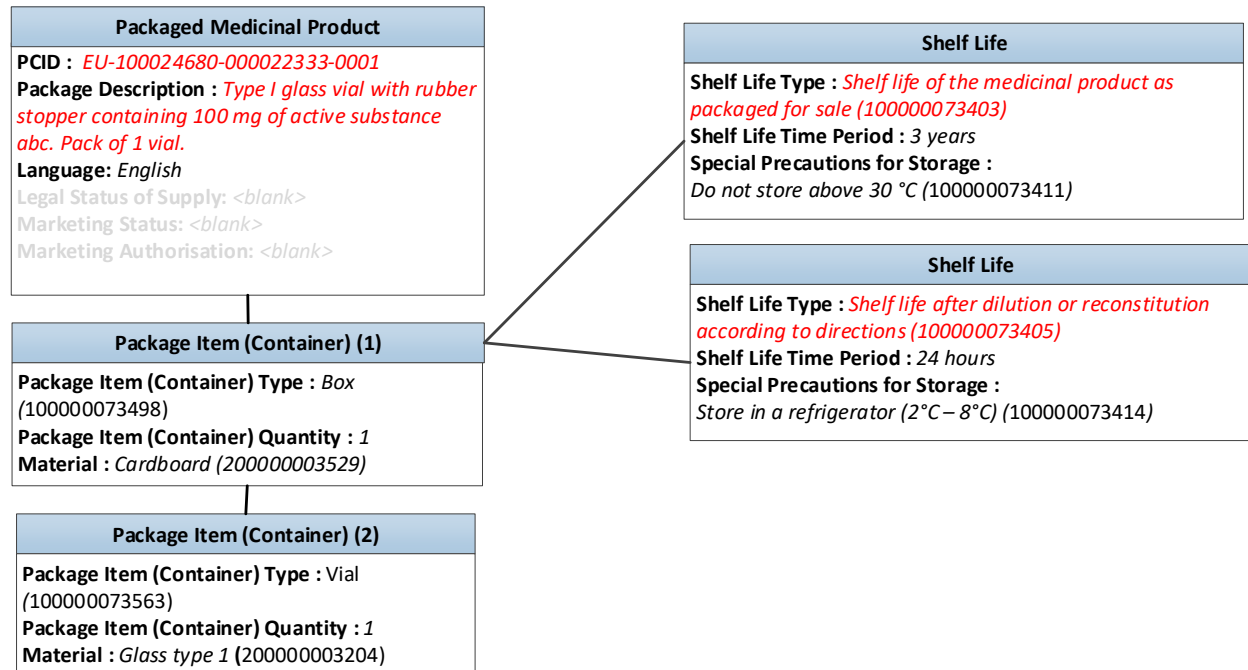 Packaged Medicinal Product
PCID : EU-100024680-000022333-0001
Package Description : Type I glass vial with rubber
stopper containing 100 mg of active substance
abc. Pack of 1 vial.
Language: English
Legal Status of Supply: <blank>
Marketing Status: <blank>
Marketing Authorisation: <blank>
Package Item (Container) (1)
Package Item (Container) Type : Box
(100000073498)
Package Item (Container) Quantity : 1
Material : Cardboard (200000003529)
Package Item (Container) (2)
Package Item (Container) Type : Vial
(100000073563)
Package Item (Container) Quantity : 1
Material : Glass type 1 (200000003204)
Shelf Life
Shelf Life Type : Shelf life of the medicinal product as
packaged for sale (100000073403)
Shelf Life Time Period : 3 years
Special Precautions for Storage :
Do not store above 30 °C (100000073411)
Shelf Life
Shelf Life Type : Shelf life after dilution or reconstitution
according to directions (100000073405)
Shelf Life Time Period : 24 hours
Special Precautions for Storage :
Store in a refrigerator (2°C – 8°C) (100000073414)